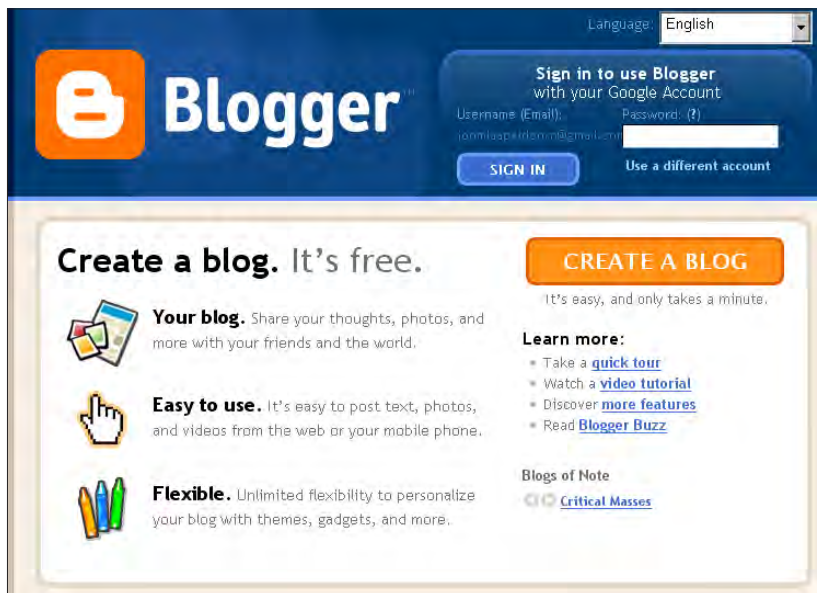 Language: English
Blogger™
Sign in to use Blogger
with your Google Account
Username (Email): Password: (?)
SIGN IN Use a different account
Create a blog. It's free.
CREATE A BLOG
It's easy, and only takes a minute.
Your blog. Share your thoughts, photos, and
more with your friends and the world.
Easy to use. It's easy to post text, photos,
and videos from the web or your mobile phone.
Flexible. Unlimited flexibility to personalize
your blog with themes, gadgets, and more.
Learn more:
Take a quick tour
Watch a video tutorial
Discover more features
Read Blogger Buzz
Blogs of Note
Critical Masses